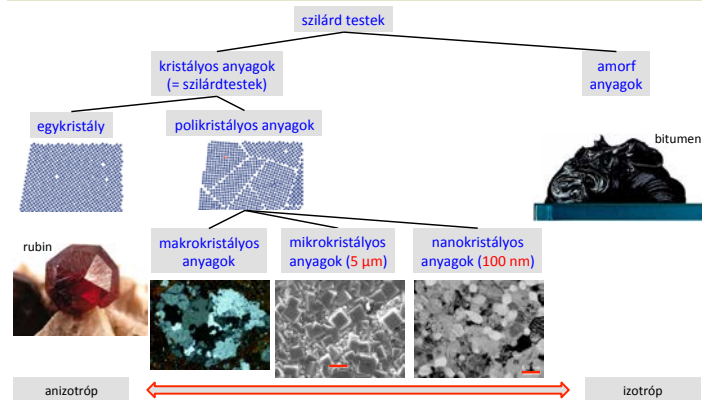 szilárd testek
kristályos anyagok
(= szilárdtestek)
amorf
anyagok
egykristály
polikristályos anyagok
bitumen
rubin
makrokristályos
anyagok
mikrokristályos
anyagok (5 µm)
nanokristályos
anyagok (100 nm)
anizotróp
izotróp